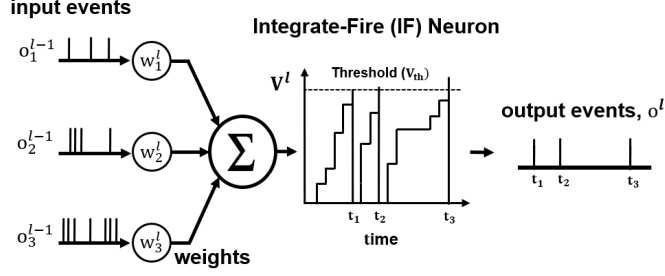 input events
Integrate-Fire (IF) Neuron
o₁ˡ⁻¹
w₁ˡ
o₂ˡ⁻¹
w₂ˡ
o₃ˡ⁻¹
w₃ˡ
weights
Σ
Vˡ
Threshold (Vₜₕ)
t₁ t₂ t₃
time
output events, oˡ
t₁ t₂ t₃